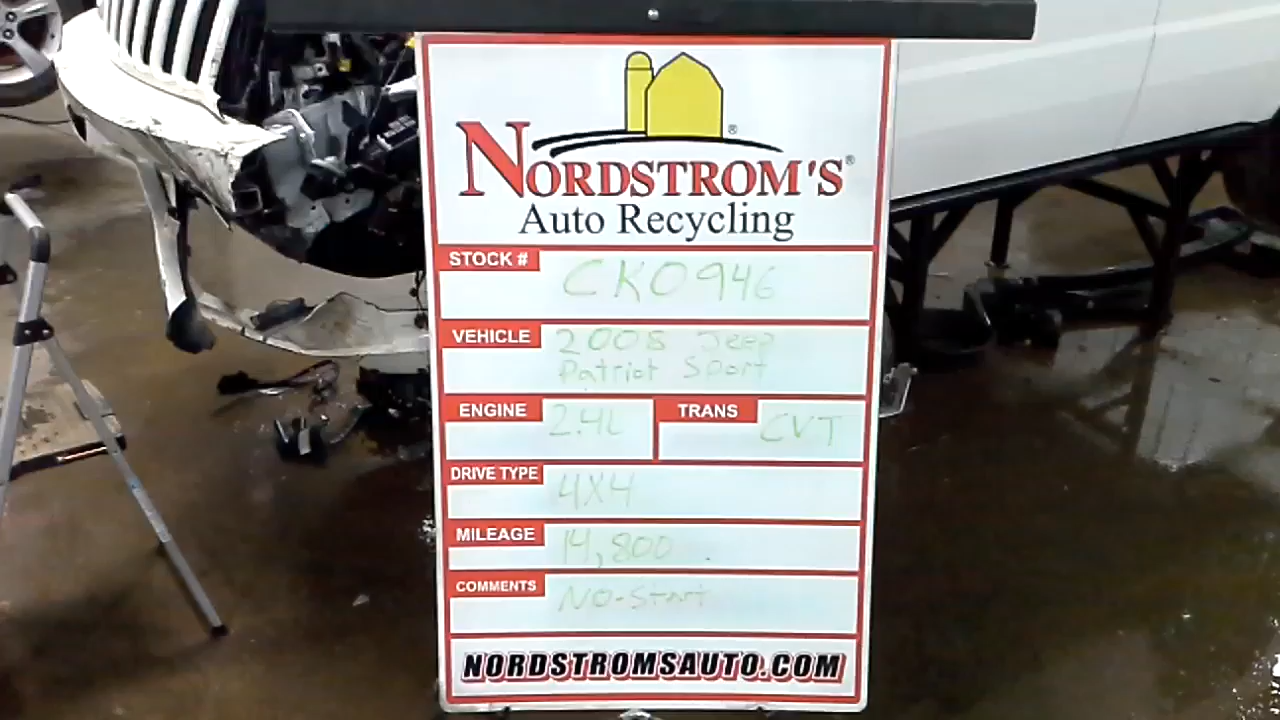 NORDSTROM'S®
Auto Recycling
STOCK # CK0946
VEHICLE 2008 Jeep
Patriot Sport
ENGINE 2.4L TRANS CVT
DRIVE TYPE 4X4
MILEAGE 14,800
COMMENTS NO-Start
NORDSTROMSAUTO.COM